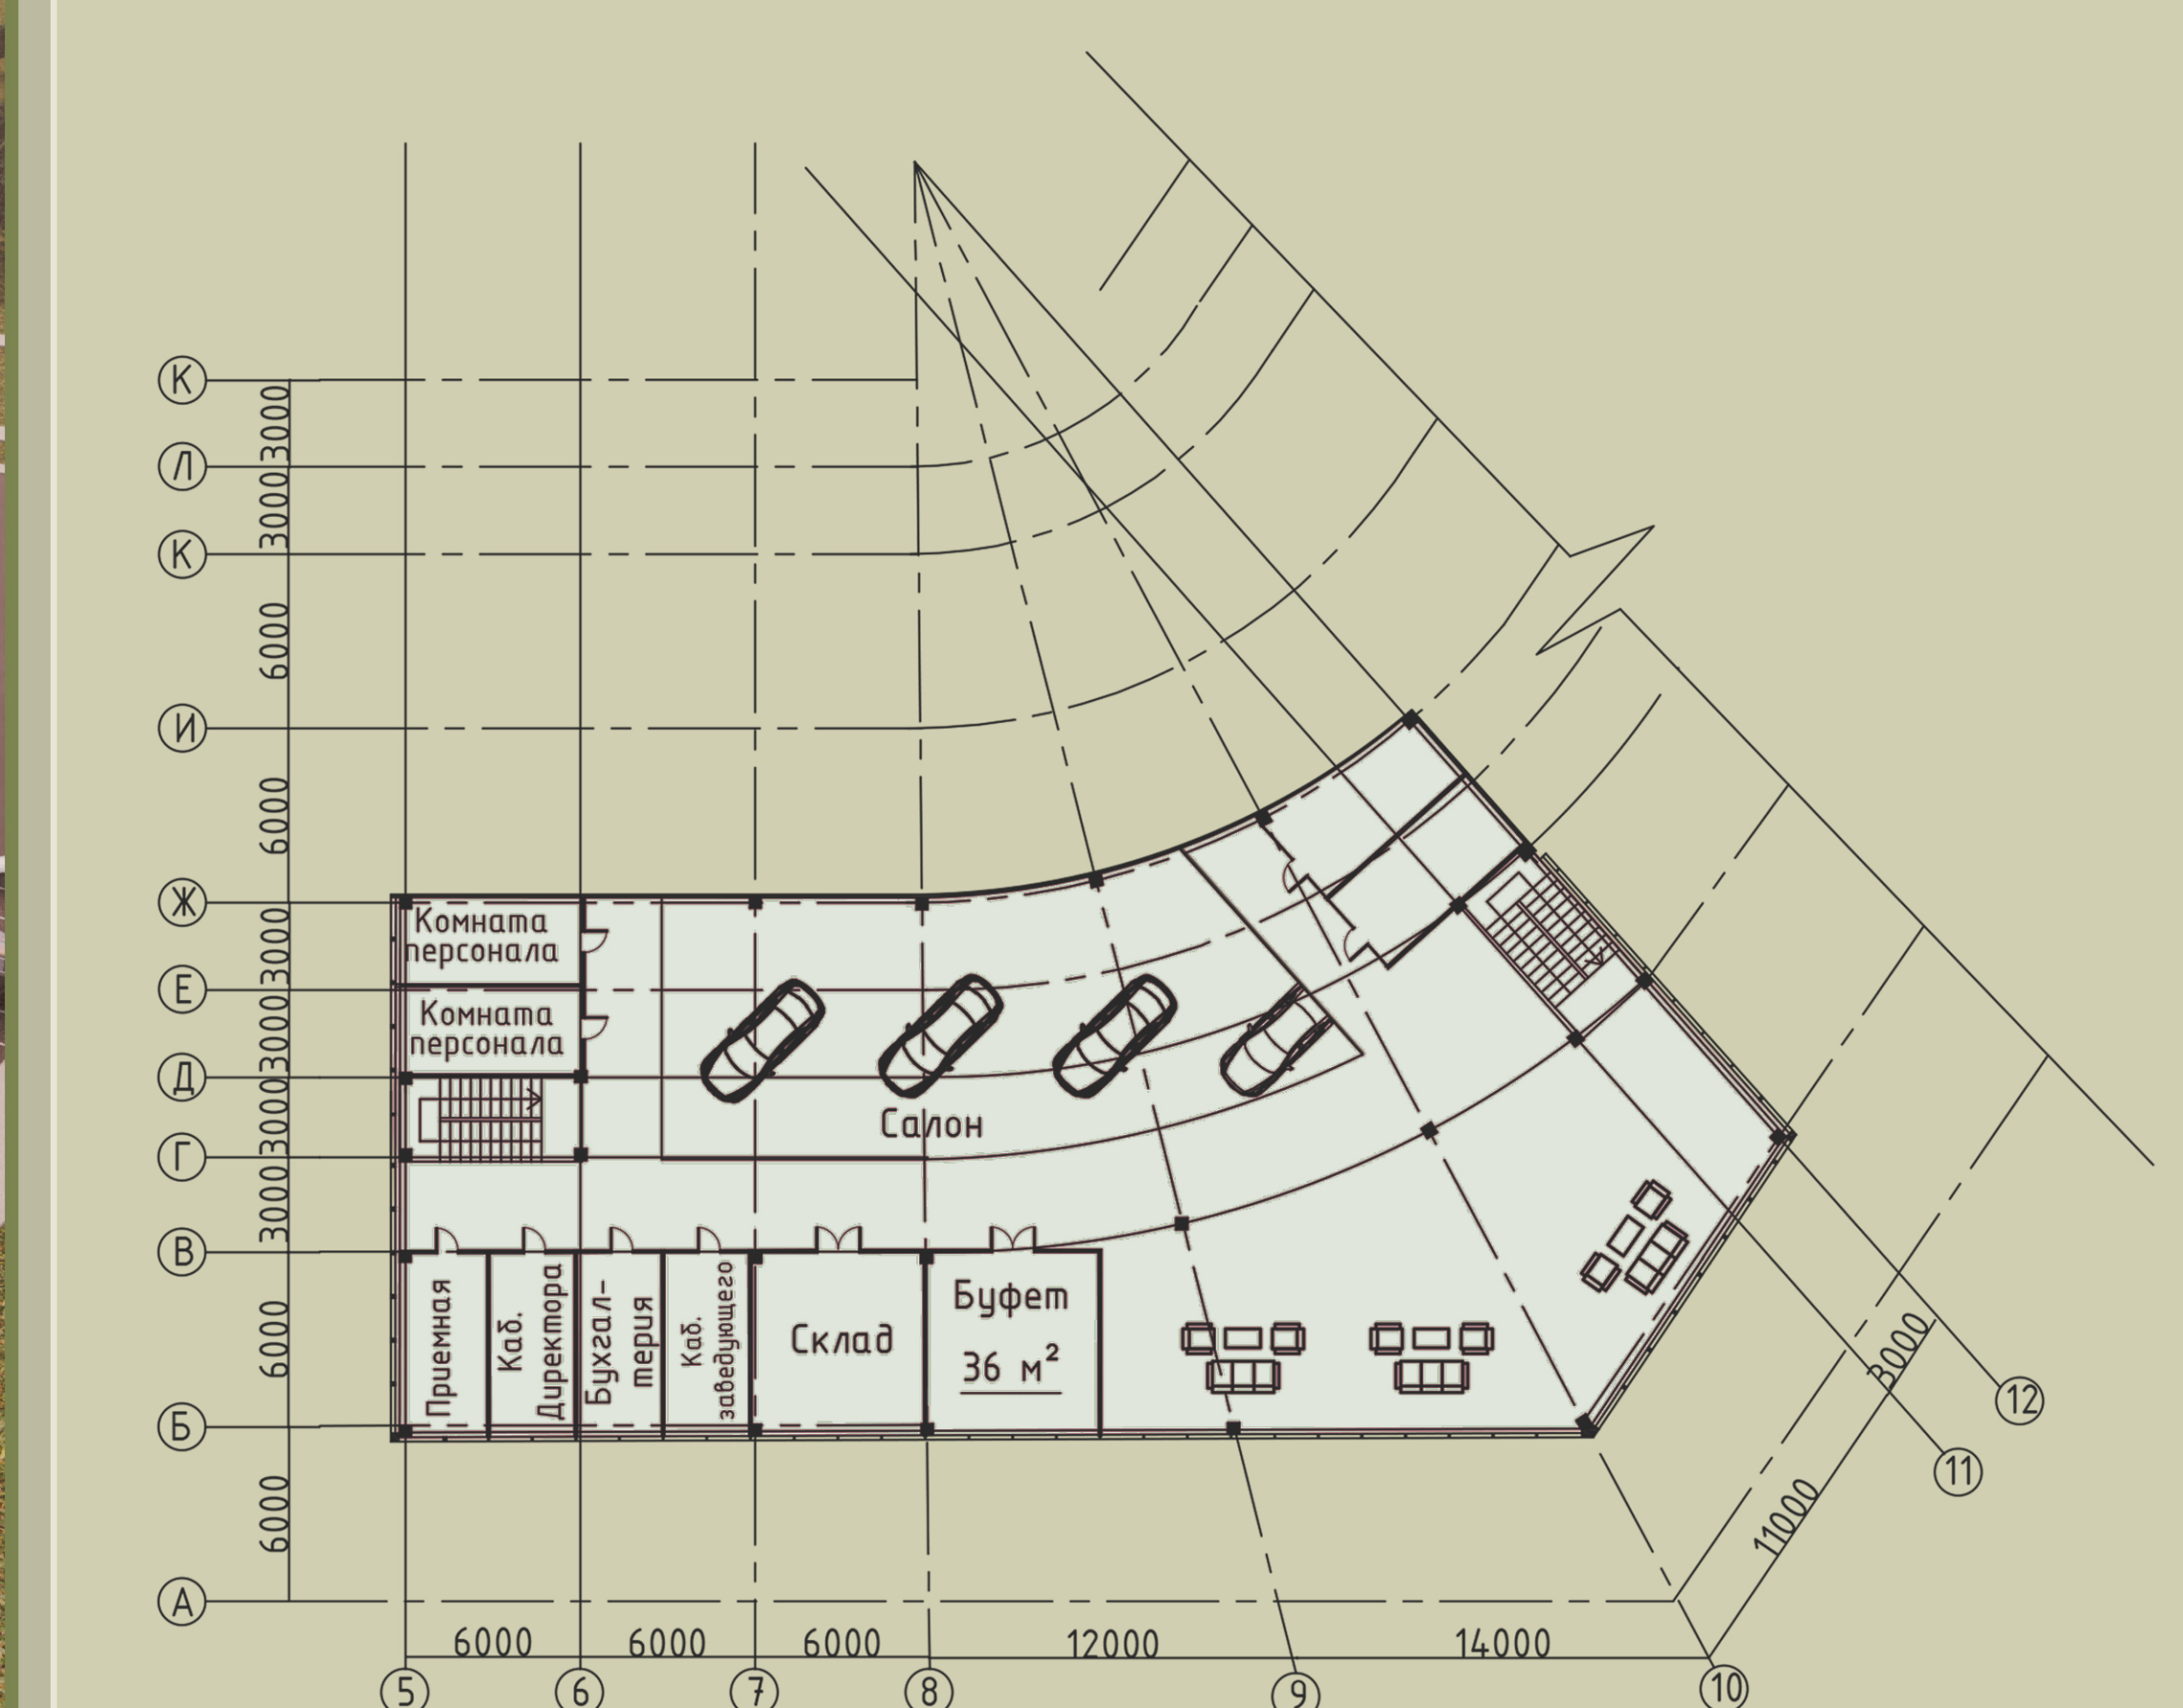 К
3000
Л
3000
К
6000
И
6000
Ж
3000
Е
3000
Д
3000
Г
3000
В
6000
Б
6000
А
Комната
персонала
Комната
персонала
Салон
Приемная
Каб.
Директора
Бухгал-
терия
Каб.
заведующего
Склад
Буфет
36 м²
3000
11000
12
11
6000
6000
6000
12000
14000
5
6
7
8
9
10